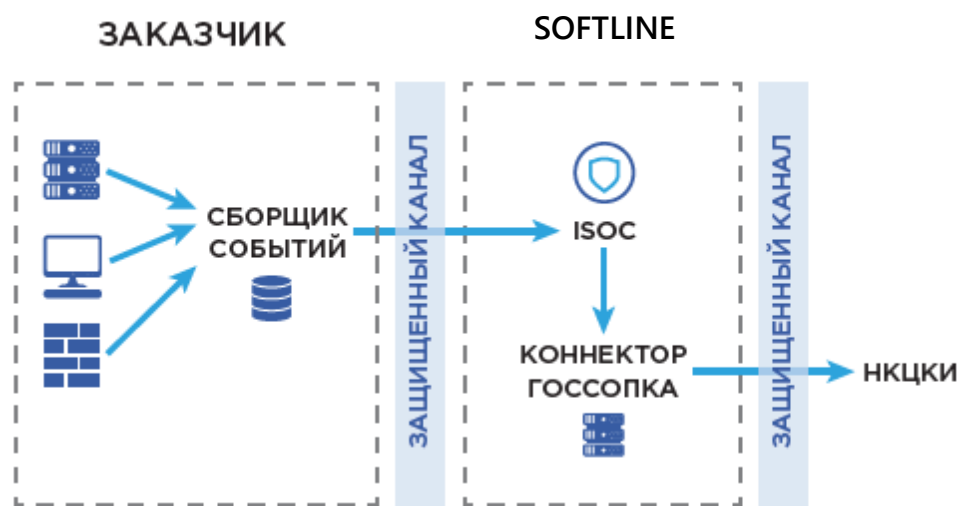 ЗАКАЗЧИК
SOFTLINE
СБОРЩИК
СОБЫТИЙ
ЗАЩИЩЕННЫЙ КАНАЛ
ISOC
КОННЕКТОР
ГОССОПКА
ЗАЩИЩЕННЫЙ КАНАЛ
НКЦКИ